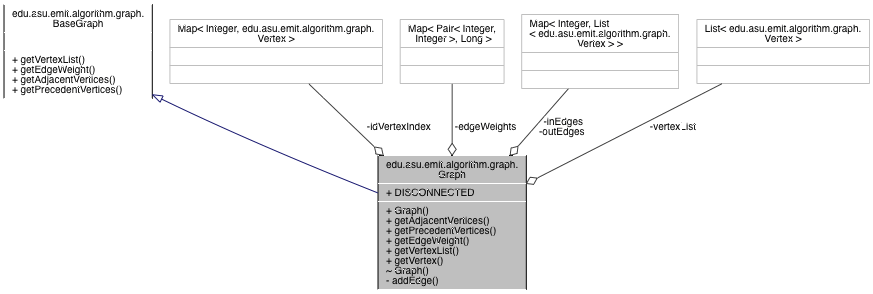 edu.asu.emit.algorithm.graph.
BaseGraph
+ getVertexList()
+ getEdgeWeight()
+ getAdjacentVertices()
+ getPrecedentVertices()
Map< Integer, edu.asu.emit.algorithm.graph.
Vertex >
Map< Pair< Integer,
Integer >, Long >
Map< Integer, List
< edu.asu.emit.algorithm.graph.
Vertex > >
List< edu.asu.emit.algorithm.graph.
Vertex >
-idVertexIndex
-edgeWeights
-inEdges
-outEdges
-vertexList
edu.asu.emit.algorithm.graph.
Graph
+ DISCONNECTED
+ Graph()
+ getAdjacentVertices()
+ getPrecedentVertices()
+ getEdgeWeight()
+ getVertexList()
+ getVertex()
~ Graph()
- addEdge()